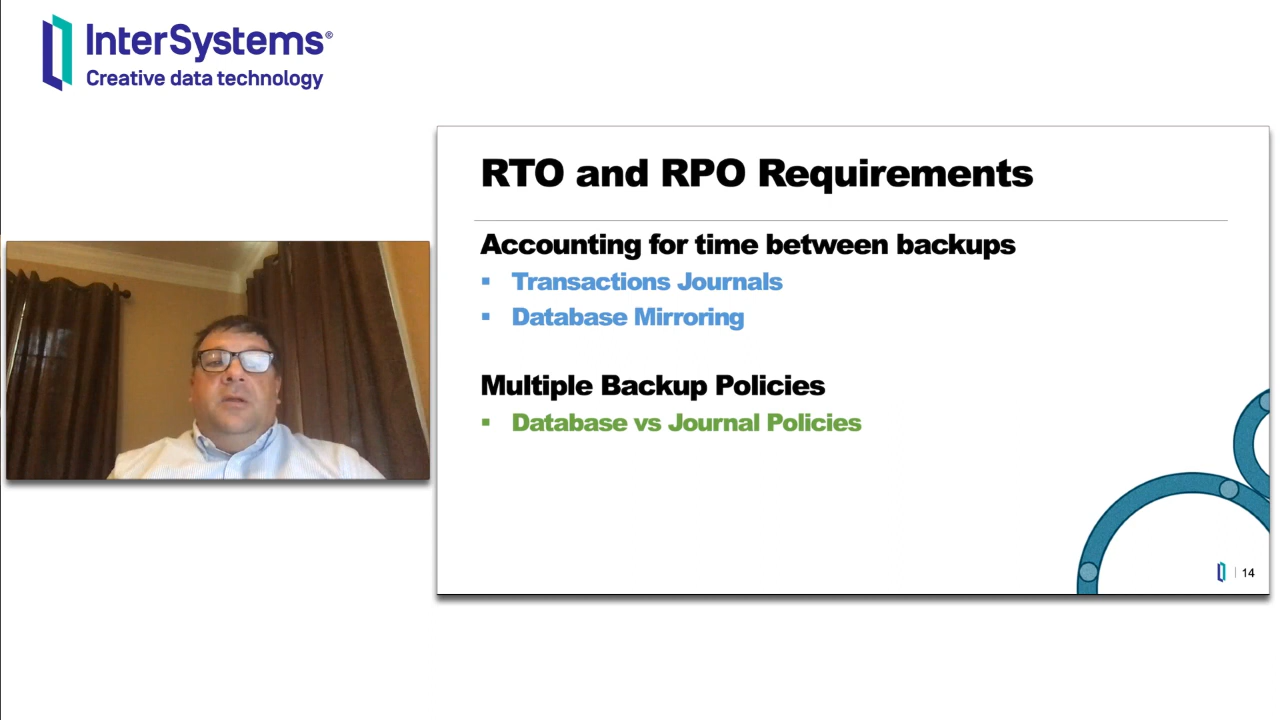 InterSystems®
Creative data technology
RTO and RPO Requirements
Accounting for time between backups
▪ Transactions Journals
▪ Database Mirroring
Multiple Backup Policies
▪ Database vs Journal Policies
14